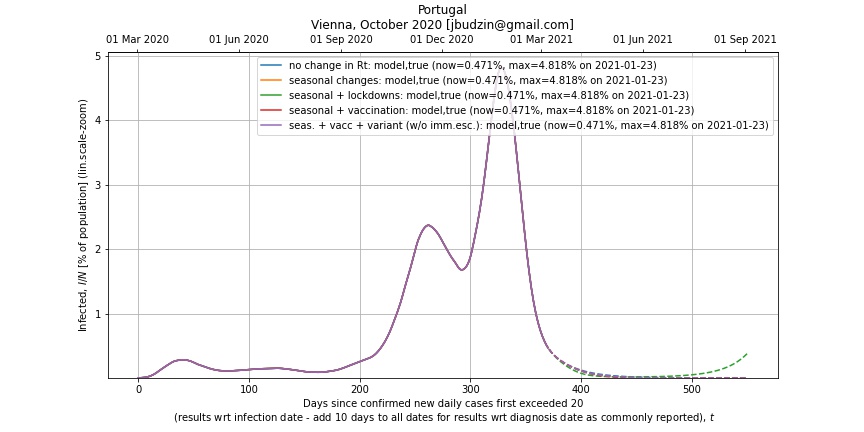 Portugal
Vienna, October 2020 [jbudzin@gmail.com]
01 Mar 2020 01 Jun 2020 01 Sep 2020 01 Dec 2020 01 Mar 2021 01 Jun 2021 01 Sep 2021
no change in Rt: model,true (now=0.471%, max=4.818% on 2021-01-23)
seasonal changes: model,true (now=0.471%, max=4.818% on 2021-01-23)
seasonal + lockdowns: model,true (now=0.471%, max=4.818% on 2021-01-23)
seasonal + vaccination: model,true (now=0.471%, max=4.818% on 2021-01-23)
seas. + vacc + variant (w/o imm.esc.): model,true (now=0.471%, max=4.818% on 2021-01-23)
5
4
3
2
1
Infected, I/N [% of population] (lin.scale-zoom)
0 100 200 300 400 500
Days since confirmed new daily cases first exceeded 20
(results wrt infection date - add 10 days to all dates for results wrt diagnosis date as commonly reported), t